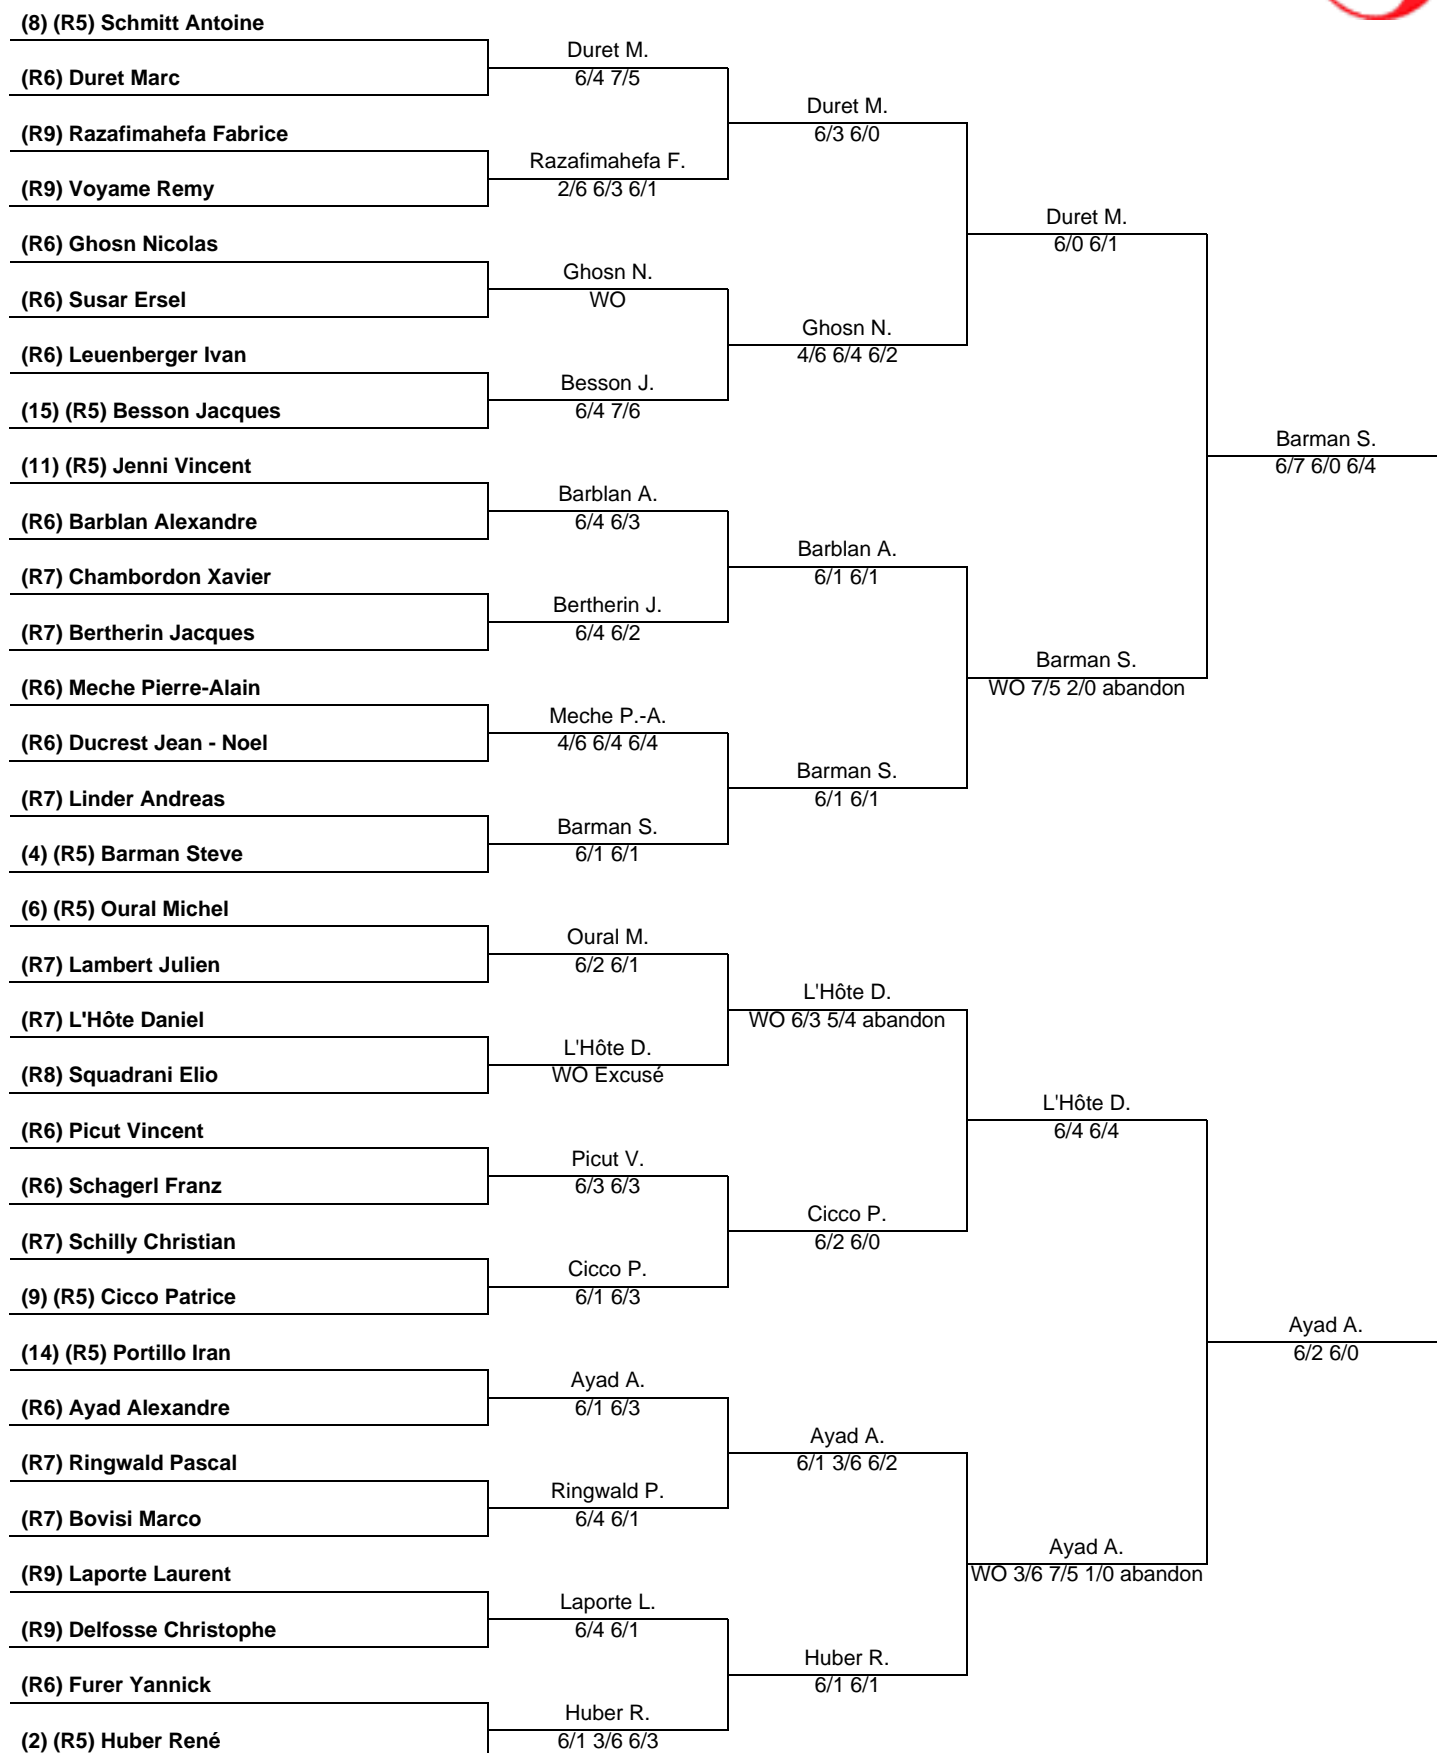 (8) (R5) Schmitt Antoine
Duret M.
(R6) Duret Marc
6/4 7/5
Duret M.
(R9) Razafimahefa Fabrice
6/3 6/0
Razafimahefa F.
(R9) Voyame Remy
2/6 6/3 6/1
Duret M.
(R6) Ghosn Nicolas
6/0 6/1
Ghosn N.
(R6) Susar Ersel
WO
Ghosn N.
(R6) Leuenberger Ivan
4/6 6/4 6/2
Besson J.
(15) (R5) Besson Jacques
6/4 7/6
Barman S.
(11) (R5) Jenni Vincent
6/7 6/0 6/4
Barblan A.
(R6) Barblan Alexandre
6/4 6/3
Barblan A.
(R7) Chambordon Xavier
6/1 6/1
Bertherin J.
(R7) Bertherin Jacques
6/4 6/2
Barman S.
(R6) Meche Pierre-Alain
WO 7/5 2/0 abandon
Meche P.-A.
(R6) Ducrest Jean - Noel
4/6 6/4 6/4
Barman S.
(R7) Linder Andreas
6/1 6/1
Barman S.
(4) (R5) Barman Steve
6/1 6/1
(6) (R5) Oural Michel
Oural M.
(R7) Lambert Julien
6/2 6/1
L'Hôte D.
(R7) L'Hôte Daniel
WO 6/3 5/4 abandon
L'Hôte D.
(R8) Squadrani Elio
WO Excusé
L'Hôte D.
(R6) Picut Vincent
6/4 6/4
Picut V.
(R6) Schagerl Franz
6/3 6/3
Cicco P.
(R7) Schilly Christian
6/2 6/0
Cicco P.
(9) (R5) Cicco Patrice
6/1 6/3
Ayad A.
(14) (R5) Portillo Iran
6/2 6/0
Ayad A.
(R6) Ayad Alexandre
6/1 6/3
Ayad A.
(R7) Ringwald Pascal
6/1 3/6 6/2
Ringwald P.
(R7) Bovisi Marco
6/4 6/1
Ayad A.
(R9) Laporte Laurent
WO 3/6 7/5 1/0 abandon
Laporte L.
(R9) Delfosse Christophe
6/4 6/1
Huber R.
(R6) Furer Yannick
6/1 6/1
Huber R.
(2) (R5) Huber René
6/1 3/6 6/3